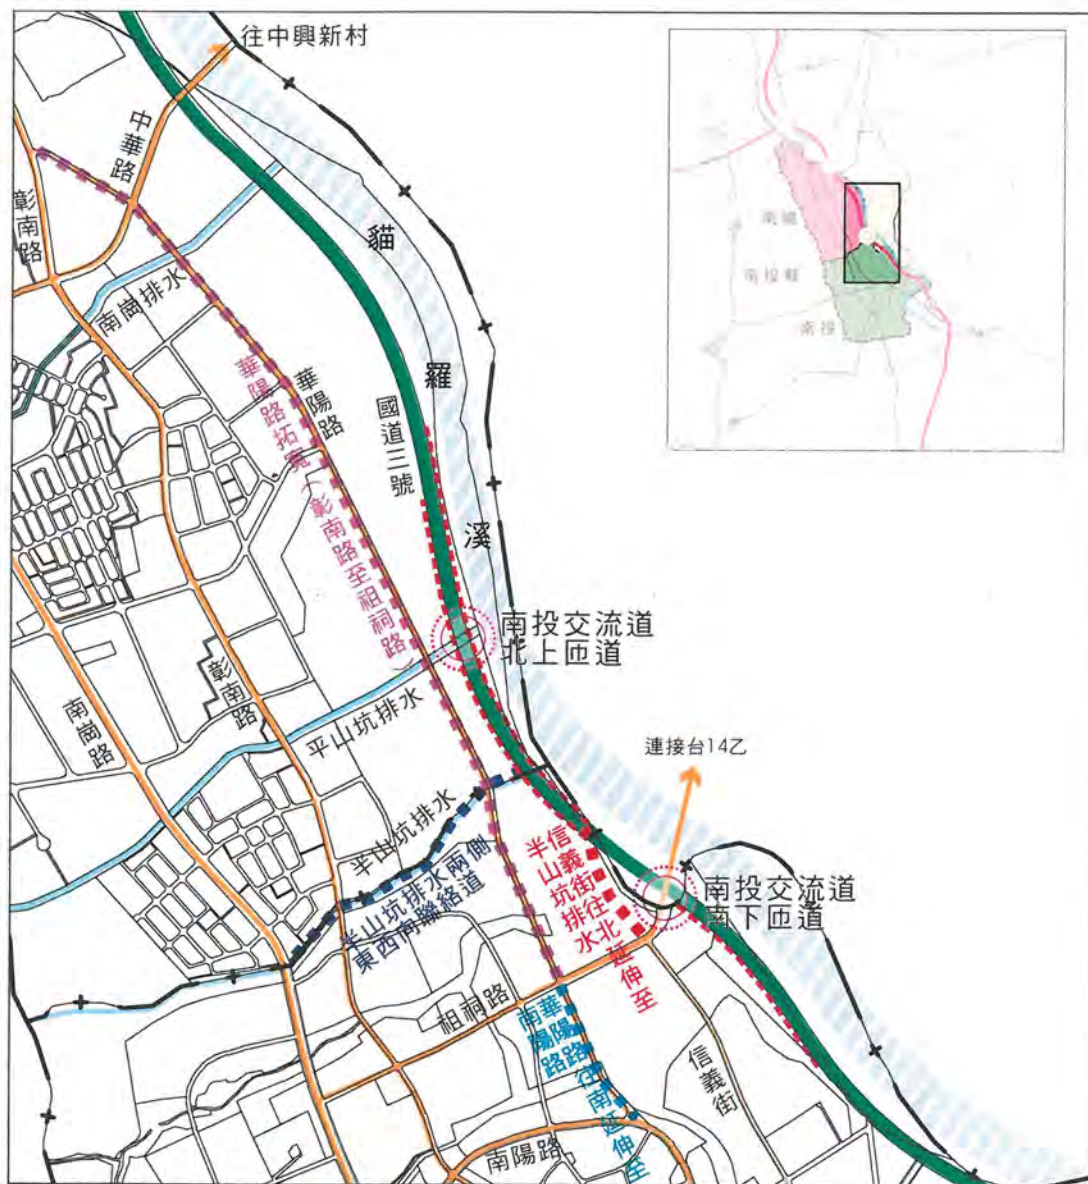 往中興新村
中華路
彰南路
南崗排水
貓羅溪
華陽路
華陽路拓寬(彰南路至祖祠路)
國道三號
南投交流道
北上匝道
平山坑排水
彰南路
南崗路
連接台14乙
半山坑排水
半山坑排水兩側
東西向聯絡道
信義街往北延伸至
半山坑排水
南投交流道
南下匝道
祖祠路
華陽路往南延伸至
南陽路
信義街
南陽路
南投縣
南投